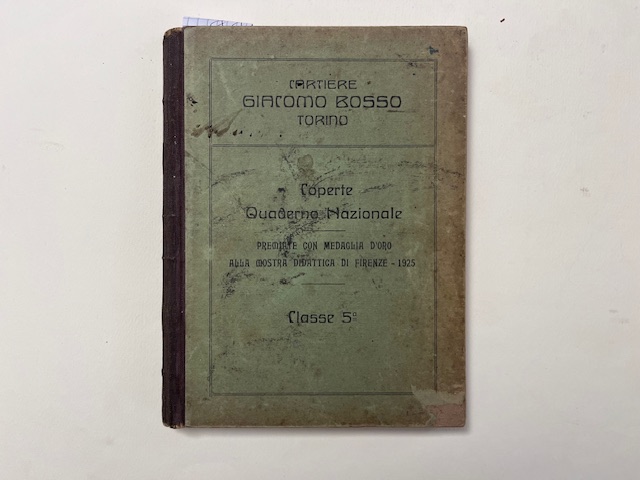 CARTIERE
GIACOMO BOSSO
TORINO
Coperte
Quaderno Nazionale
PREMIATE CON MEDAGLIA D'ORO
ALLA MOSTRA DIDATTICA DI FIRENZE - 1925
Classe 5ª